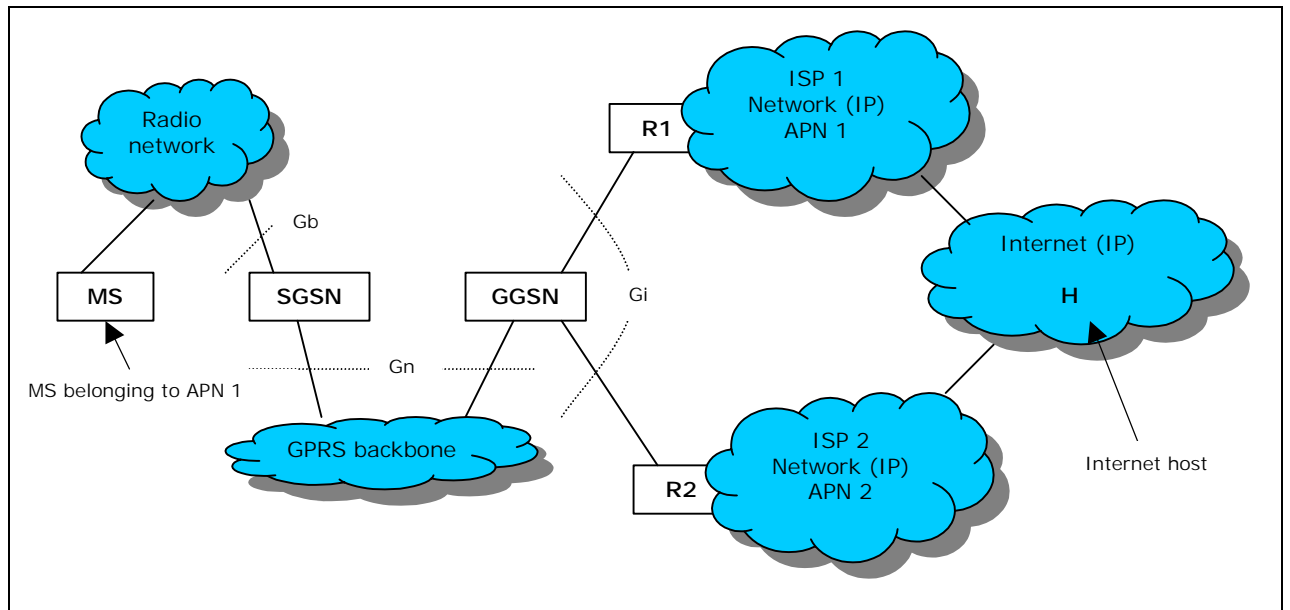 ISP 1
Network (IP)
APN 1
R1
Radio
network
Gb
Internet (IP)
MS
SGSN
GGSN
Gi
H
Gn
MS belonging to APN 1
GPRS backbone
ISP 2
Network (IP)
APN 2
R2
Internet host